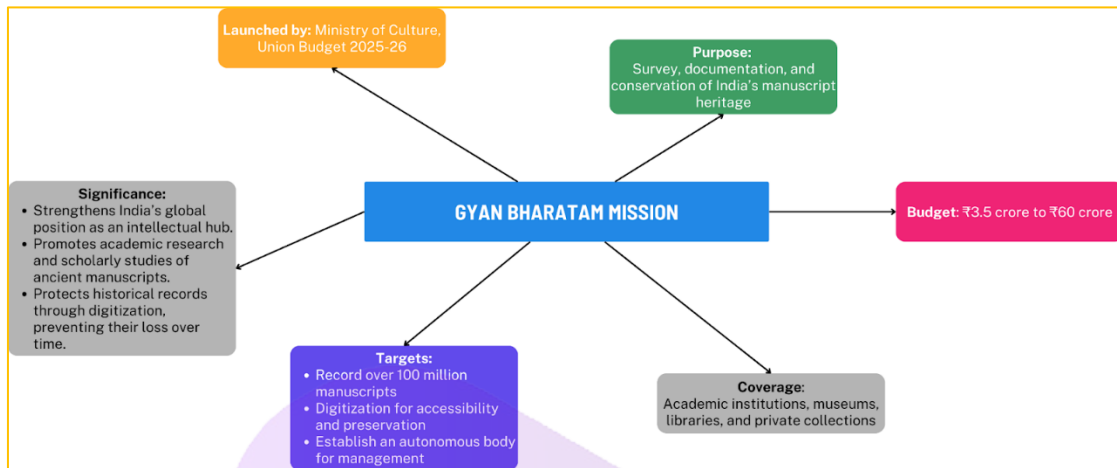 Launched by: Ministry of Culture,
Union Budget 2025-26
Purpose:
Survey, documentation, and
conservation of India's manuscript
heritage
Significance:
• Strengthens India's global
position as an intellectual hub.
• Promotes academic research
and scholarly studies of
ancient manuscripts.
• Protects historical records
through digitization,
preventing their loss over
time.
GYAN BHARATAM MISSION
Budget: ₹3.5 crore to ₹60 crore
Targets:
• Record over 100 million
manuscripts
• Digitization for accessibility
and preservation
• Establish an autonomous body
for management
Coverage:
Academic institutions, museums,
libraries, and private collections